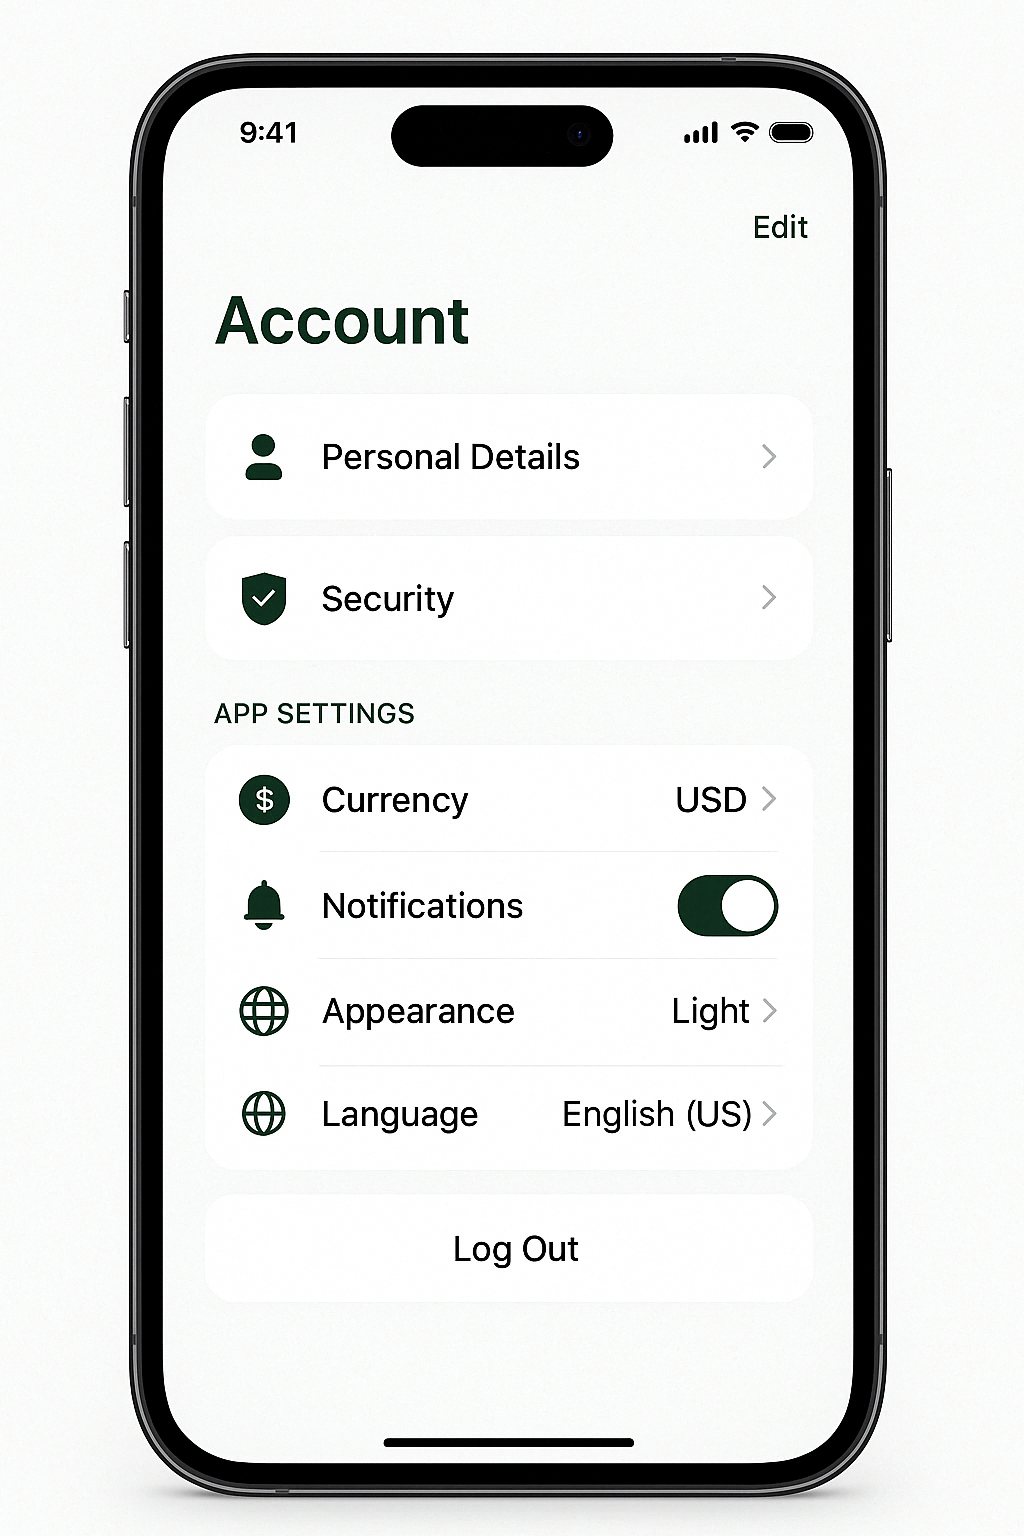 9:41
Edit
Account
Personal Details
Security
APP SETTINGS
$ Currency USD
Notifications
Appearance Light
Language English (US)
Log Out